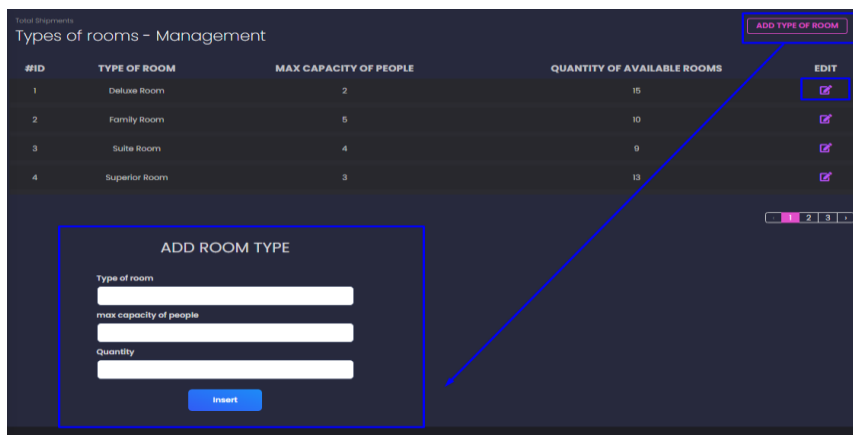 Total Shipments
Types of rooms - Management
ADD TYPE OF ROOM
#ID TYPE OF ROOM MAX CAPACITY OF PEOPLE QUANTITY OF AVAILABLE ROOMS EDIT
1 Deluxe Room 2 15
2 Family Room 5 10
3 Suite Room 4 9
4 Superior Room 3 13
1 2 3
ADD ROOM TYPE
Type of room
max capacity of people
Quantity
Insert